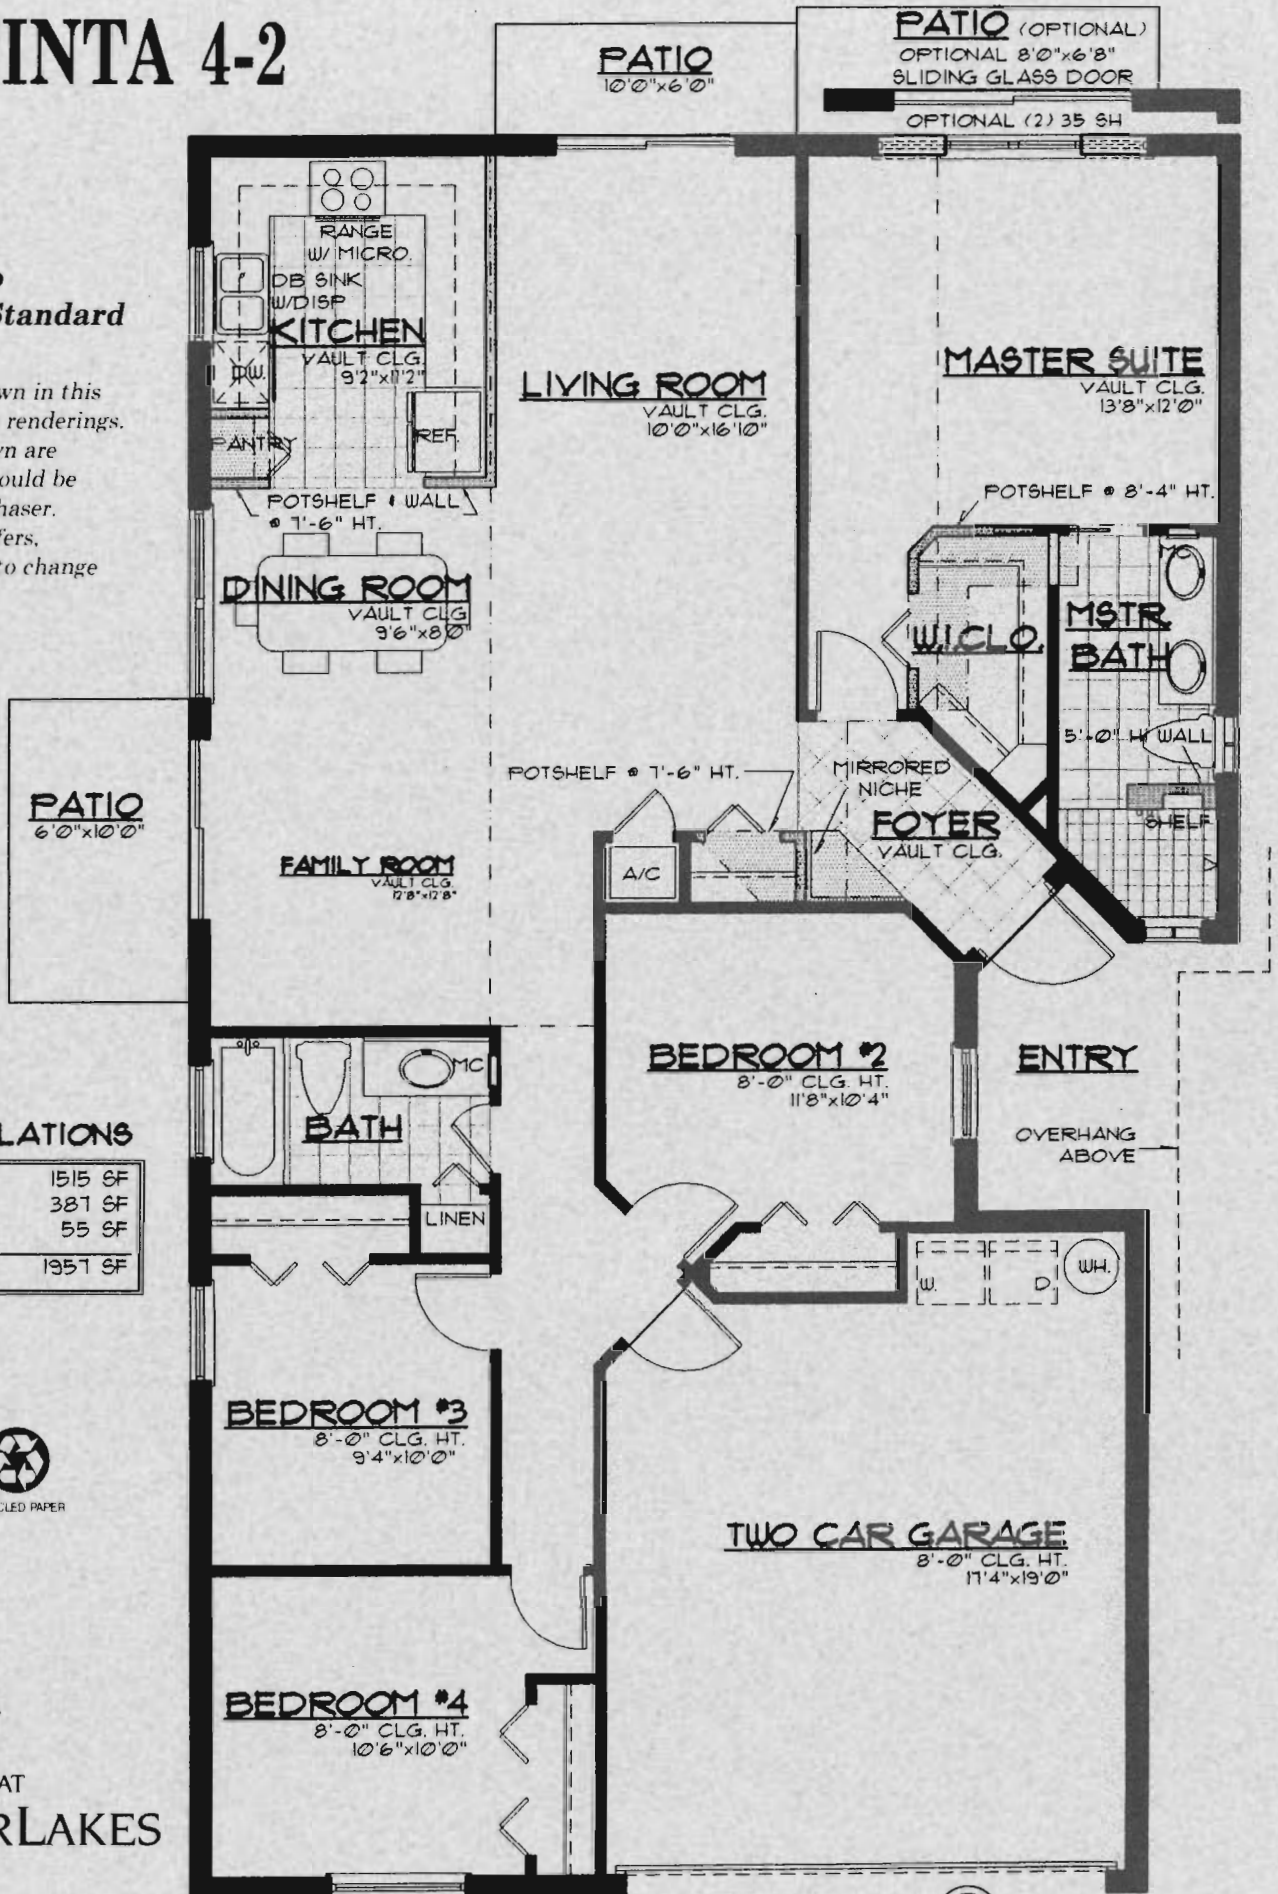 INTA 4-2
PATIO
10'0"x6'0"
PATIO (OPTIONAL)
OPTIONAL 8'0"x6'8"
SLIDING GLASS DOOR
OPTIONAL (2) 35 SH
RANGE
W/ MICRO.
DB SINK
W/DISP
KITCHEN
VAULT CLG.
9'2"x11'2"
D.W.
PANTRY
REF.
Standard
wn in this
renderings.
n are
ould be
haser.
fers,
to change
LIVING ROOM
VAULT CLG.
10'0"x16'10"
MASTER SUITE
VAULT CLG.
13'8"x12'0"
POTSHELF @ 8'-4" HT.
POTSHELF & WALL
@ 7'-6" HT.
DINING ROOM
VAULT CLG
9'6"x8'0"
W.I.CLO.
MC
MSTR.
BATH
5'-0" H WALL
SHELF
PATIO
6'0"x10'0"
POTSHELF @ 7'-6" HT.
MIRRORED
NICHE
FOYER
VAULT CLG.
FAMILY ROOM
VAULT CLG.
12'8"x12'8"
A/C
BEDROOM #2
8'-0" CLG. HT.
11'8"x10'4"
ENTRY
OVERHANG
ABOVE
MC
BATH
LINEN
LATIONS
1515 SF
387 SF
55 SF
1957 SF
W.
D.
WH.
BEDROOM #3
8'-0" CLG. HT.
9'4"x10'0"
CLED PAPER
TWO CAR GARAGE
8'-0" CLG. HT.
17'4"x19'0"
BEDROOM #4
8'-0" CLG. HT.
10'6"x10'0"
AT
RLAKES